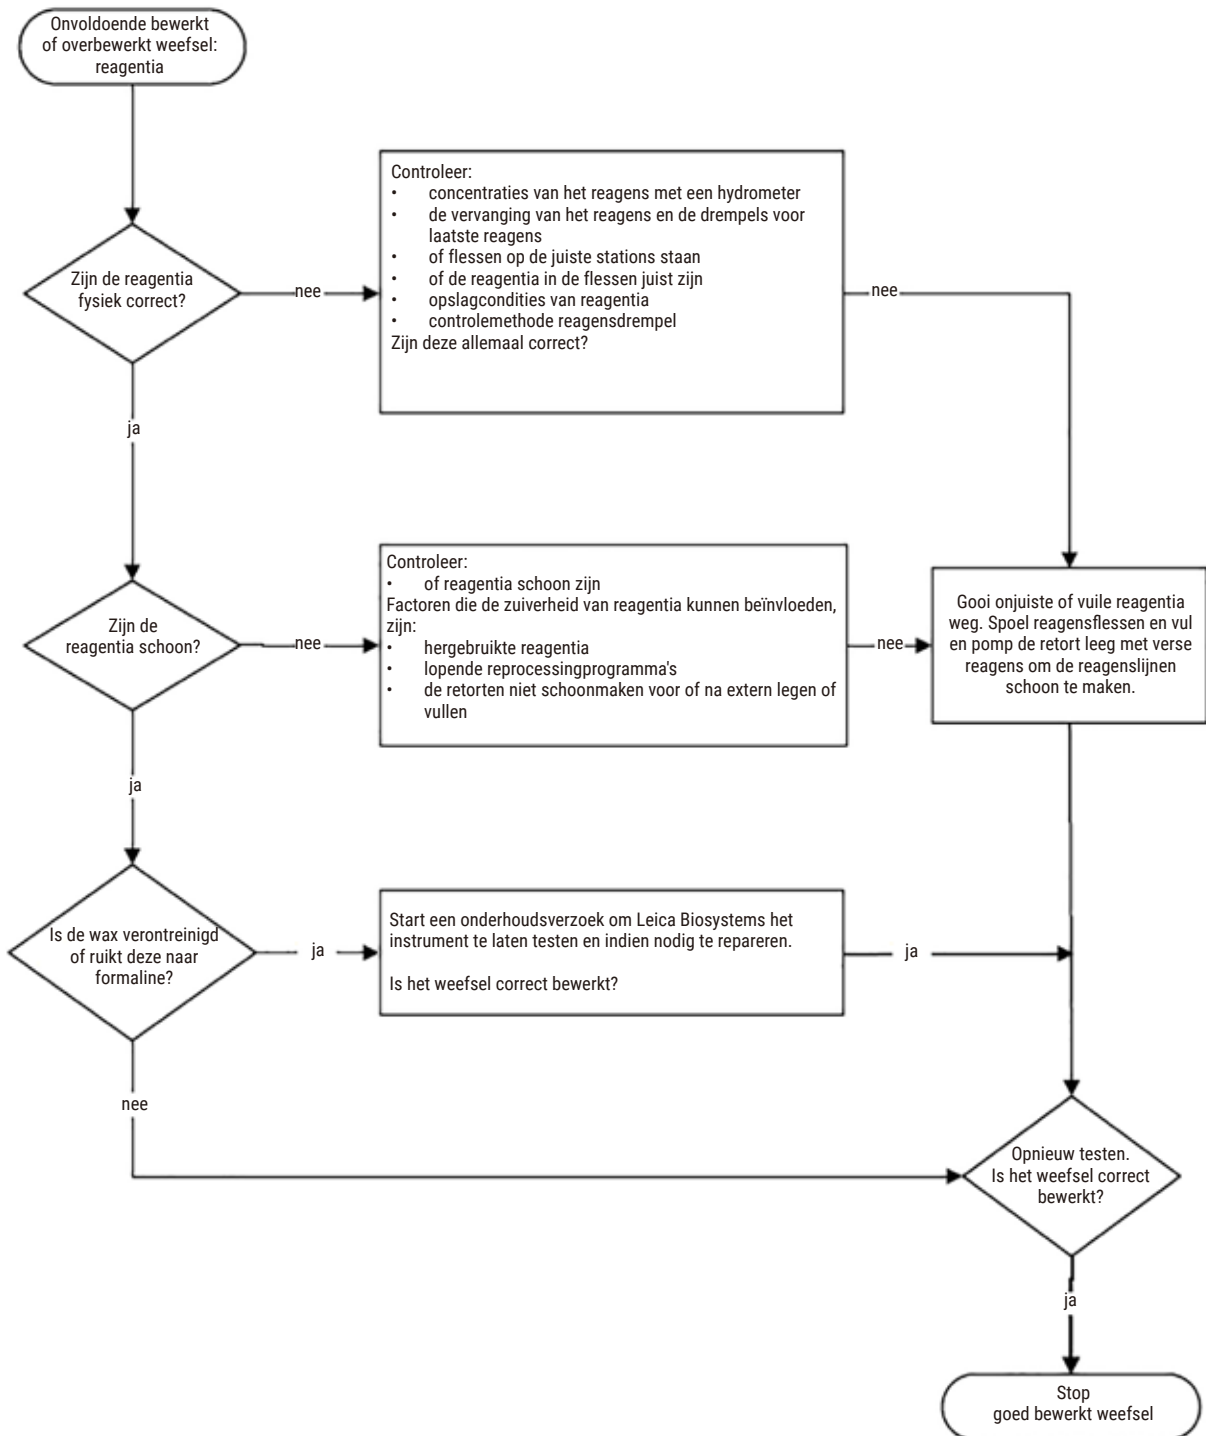 Onvoldoende bewerkt
of overbewerkt weefsel:
reagentia
Controleer:
• concentraties van het reagens met een hydrometer
• de vervanging van het reagens en de drempels voor
laatste reagens
• of flessen op de juiste stations staan
• of de reagentia in de flessen juist zijn
• opslagcondities van reagentia
• controlemethode reagensdrempel
Zijn deze allemaal correct?
Zijn de reagentia
fysiek correct?
nee
nee
ja
Controleer:
• of reagentia schoon zijn
Factoren die de zuiverheid van reagentia kunnen beïnvloeden,
zijn:
• hergebruikte reagentia
• lopende reprocessingprogramma's
• de retorten niet schoonmaken voor of na extern legen of
vullen
Zijn de
reagentia schoon?
nee
nee
Gooi onjuiste of vuile reagentia
weg. Spoel reagensflessen en vul
en pomp de retort leeg met verse
reagens om de reagenslijnen
schoon te maken.
ja
Is de wax verontreinigd
of ruikt deze naar
formaline?
ja
Start een onderhoudsverzoek om Leica Biosystems het
instrument te laten testen en indien nodig te repareren.
Is het weefsel correct bewerkt?
ja
nee
Opnieuw testen.
Is het weefsel correct
bewerkt?
ja
Stop
goed bewerkt weefsel